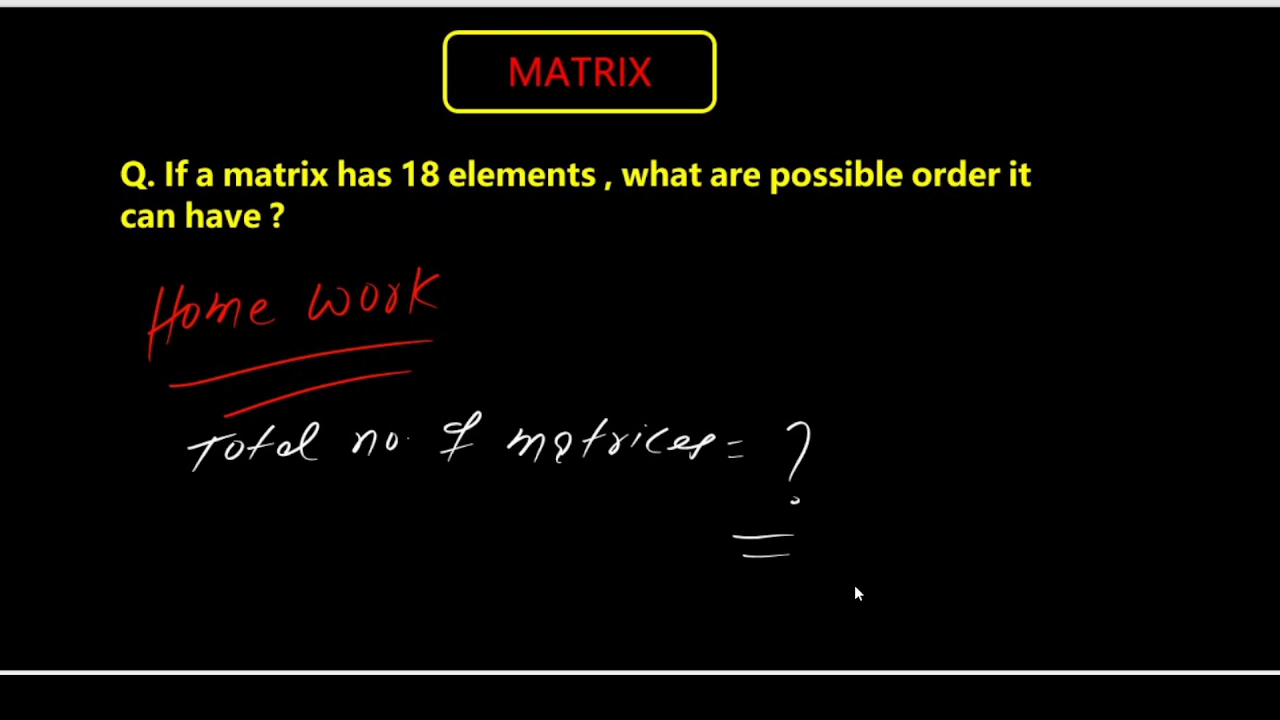 MATRIX
Q. If a matrix has 18 elements , what are possible order it
can have ?
Home work
Total no. of matrices = ?